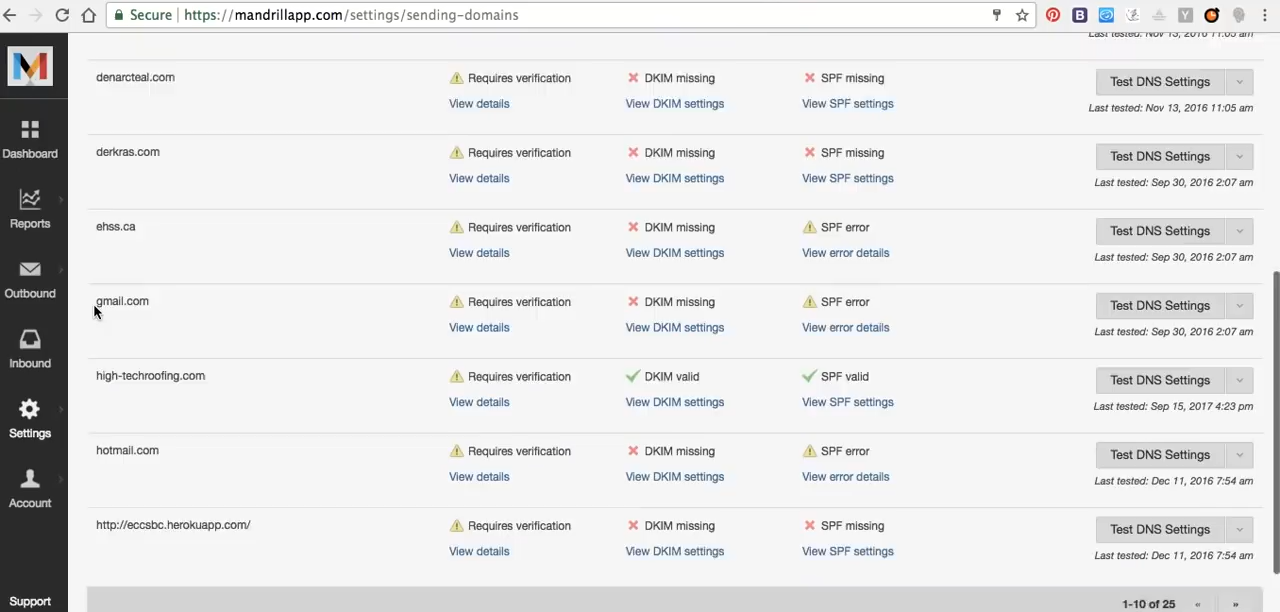 Secure https://mandrillapp.com/settings/sending-domains
Last tested: Nov 13, 2016 11:05 am
denarcteal.com Requires verification DKIM missing SPF missing Test DNS Settings
View details View DKIM settings View SPF settings Last tested: Nov 13, 2016 11:05 am
Dashboard
derkras.com Requires verification DKIM missing SPF missing Test DNS Settings
View details View DKIM settings View SPF settings Last tested: Sep 30, 2016 2:07 am
Reports
ehss.ca Requires verification DKIM missing SPF error Test DNS Settings
View details View DKIM settings View error details Last tested: Sep 30, 2016 2:07 am
Outbound
gmail.com Requires verification DKIM missing SPF error Test DNS Settings
View details View DKIM settings View error details Last tested: Sep 30, 2016 2:07 am
Inbound
high-techroofing.com Requires verification DKIM valid SPF valid Test DNS Settings
View details View DKIM settings View SPF settings Last tested: Sep 15, 2017 4:23 pm
Settings
hotmail.com Requires verification DKIM missing SPF error Test DNS Settings
View details View DKIM settings View error details Last tested: Dec 11, 2016 7:54 am
Account
http://eccsbc.herokuapp.com/ Requires verification DKIM missing SPF missing Test DNS Settings
View details View DKIM settings View SPF settings Last tested: Dec 11, 2016 7:54 am
Support
1-10 of 25 « »